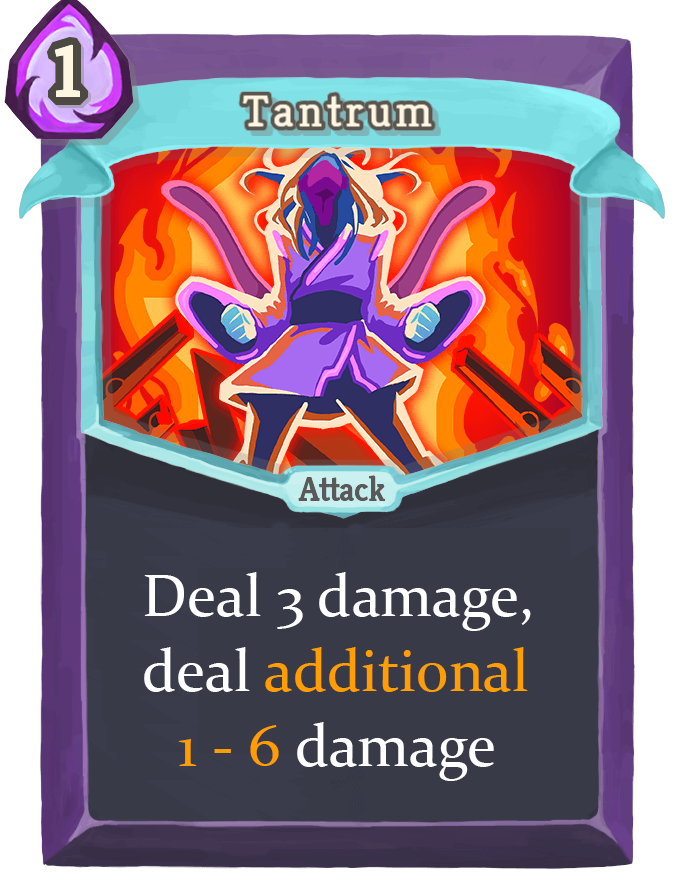 1
Tantrum
Attack
Deal 3 damage,
deal additional
1 - 6 damage